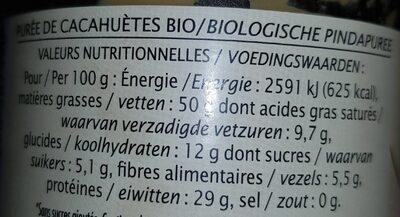 PURÉE DE CACAHUÈTES BIO/BIOLOGISCHE PINDAPUREE
VALEURS NUTRITIONNELLES / VOEDINGSWAARDEN :
Pour / Per 100 g : Énergie / Energie : 2591 kJ (625 kcal),
matières grasses / vetten : 50 g dont acides gras saturés /
waarvan verzadigde vetzuren : 9,7 g,
glucides / koolhydraten : 12 g dont sucres / waarvan
suikers : 5,1 g, fibres alimentaires / vezels : 5,5 g,
protéines / eiwitten : 29 g, sel / zout : 0 g.
*Sans sucres